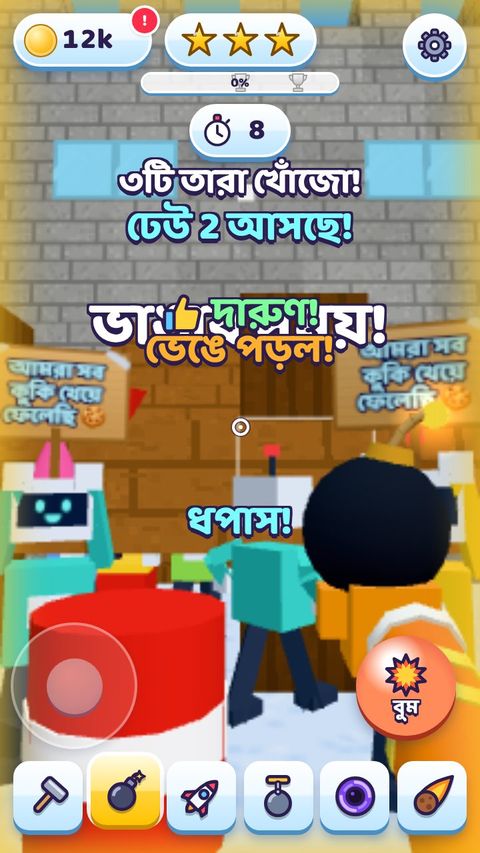 12k
!
0%
8
৩টি তারা খোঁজো!
ঢেউ 2 আসছে!
দারুণ!
ভেঙে পড়ল!
আমরা সব
কুকি খেয়ে
ফেলেছি
আমরা সব
কুকি খেয়ে
ফেলেছি
ধপাস!
বুম